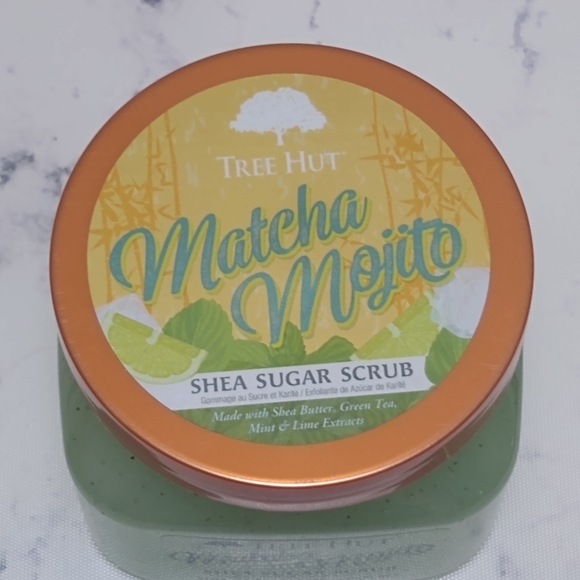 TREE HUT
Matcha
Mojito
SHEA SUGAR SCRUB
Gommage au Sucre et Karité / Exfoliante de Azúcar de Karité
Made with Shea Butter, Green Tea,
Mint & Lime Extracts